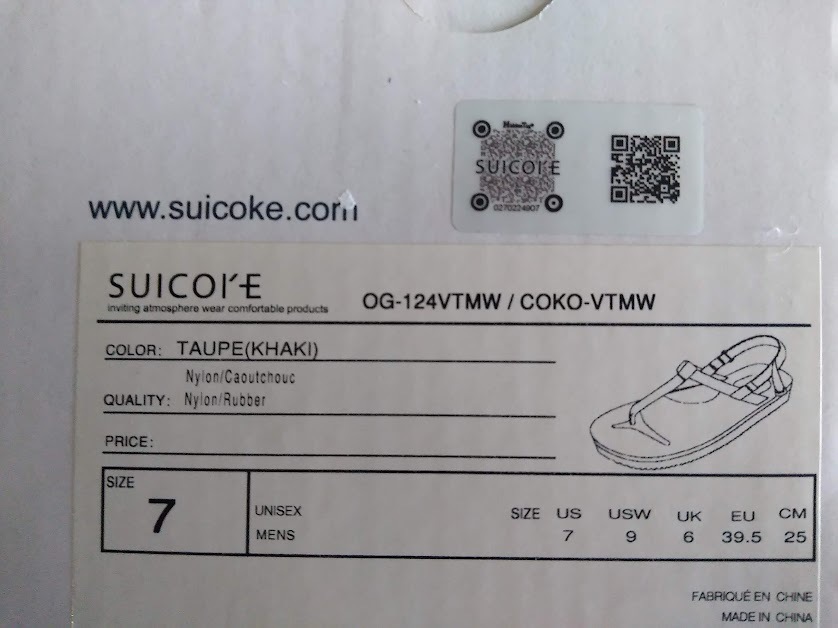 SUICOKE
0270224907
www.suicoke.com
SUICOKE
inviting atmosphere wear comfortable products
OG-124VTMW / COKO-VTMW
COLOR: TAUPE(KHAKI)
Nylon/Caoutchouc
QUALITY: Nylon/Rubber
PRICE:
SIZE
7
UNISEX
MENS
SIZE US USW UK EU CM
7 9 6 39.5 25
FABRIQUÉ EN CHINE
MADE IN CHINA